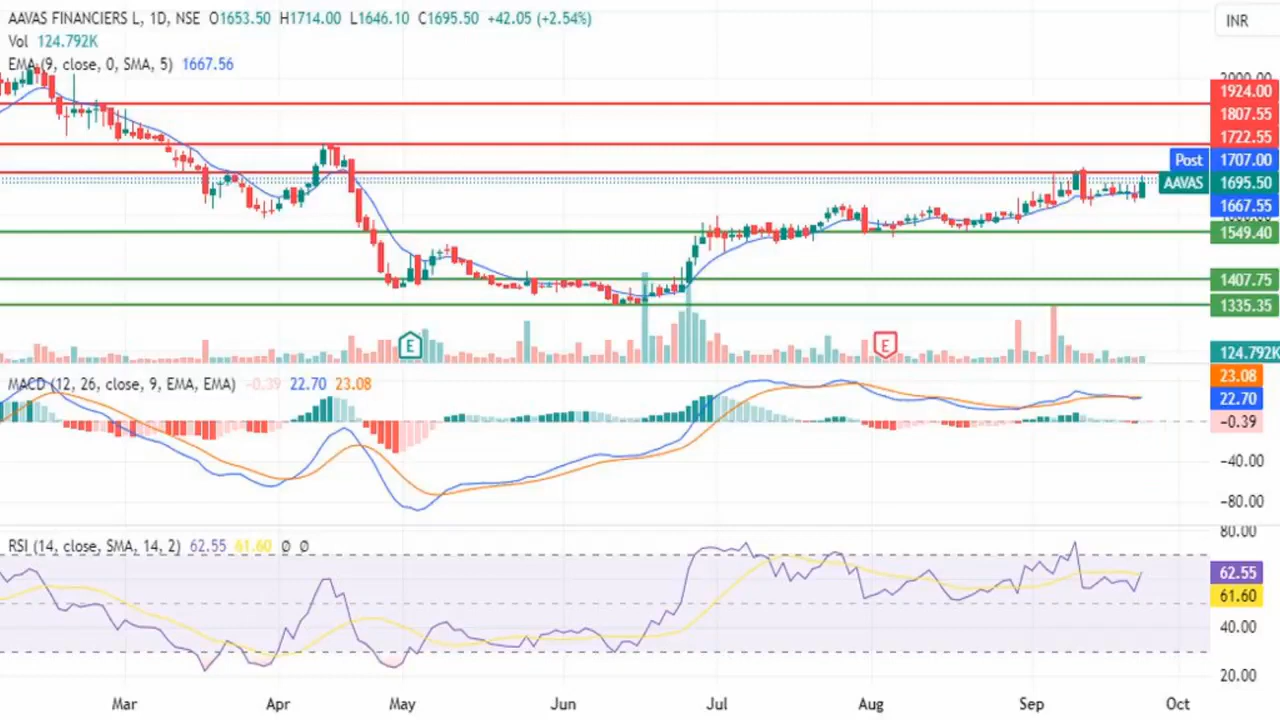 AAVAS FINANCIERS L, 1D, NSE O1653.50 H1714.00 L1646.10 C1695.50 +42.05 (+2.54%)
INR
Vol 124.792K
EMA (9, close, 0, SMA, 5) 1667.56
2000.00
1924.00
1807.55
1722.55
Post 1707.00
AAVAS 1695.50
1667.55
1549.40
1407.75
1335.35
E
E
124.792K
MACD (12, 26, close, 9, EMA, EMA) -0.39 22.70 23.08
23.08
22.70
-0.39
-40.00
-80.00
80.00
RSI (14, close, SMA, 14, 2) 62.55 61.60 Ø Ø
62.55
61.60
40.00
20.00
Mar Apr May Jun Jul Aug Sep Oct